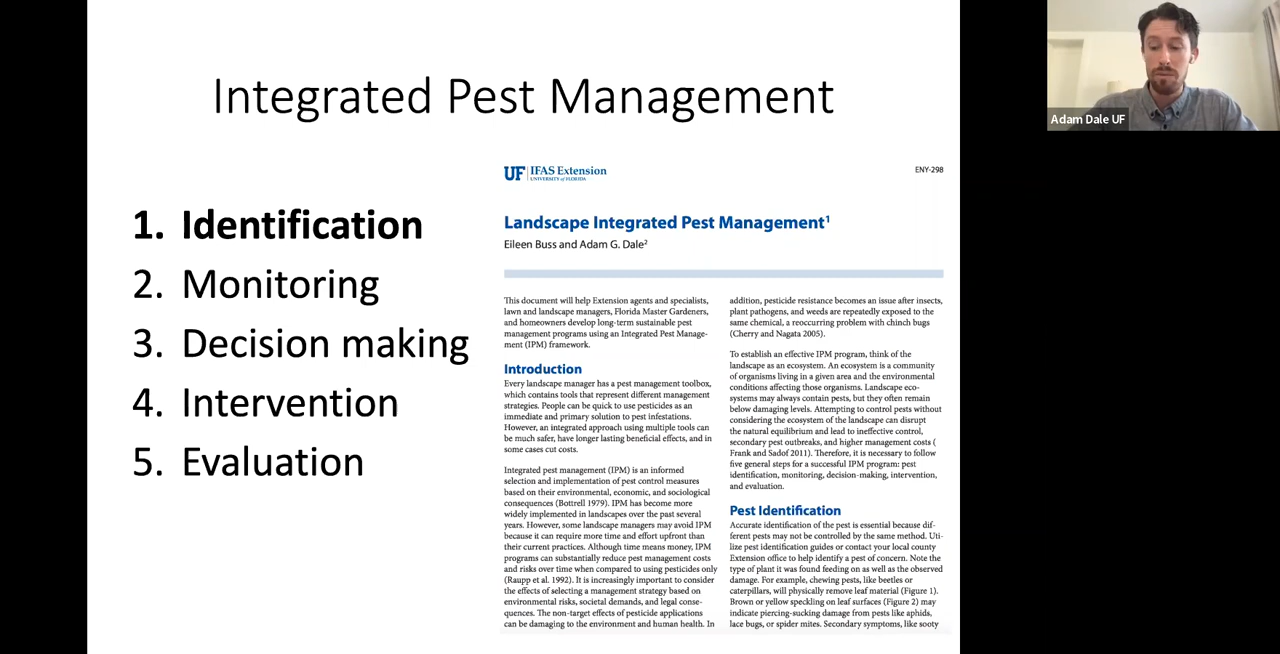 Integrated Pest Management
1. Identification
2. Monitoring
3. Decision making
4. Intervention
5. Evaluation
UF IFAS Extension
UNIVERSITY of FLORIDA
ENY-298
Landscape Integrated Pest Management¹
Eileen Buss and Adam G. Dale²
This document will help Extension agents and specialists,
lawn and landscape managers, Florida Master Gardeners,
and homeowners develop long-term sustainable pest
management programs using an Integrated Pest Manage-
ment (IPM) framework.
Introduction
Every landscape manager has a pest management toolbox,
which contains tools that represent different management
strategies. People can be quick to use pesticides as an
immediate and primary solution to pest infestations.
However, an integrated approach using multiple tools can
be much safer, have longer lasting beneficial effects, and in
some cases cut costs.
Integrated pest management (IPM) is an informed
selection and implementation of pest control measures
based on their environmental, economic, and sociological
consequences (Bottrell 1979). IPM has become more
widely implemented in landscapes over the past several
years. However, some landscape managers may avoid IPM
because it can require more time and effort upfront than
their current practices. Although time means money, IPM
programs can substantially reduce pest management costs
and risks over time when compared to using pesticides only
(Raupp et al. 1992). It is increasingly important to consider
the effects of selecting a management strategy based on
environmental risks, societal demands, and legal conse-
quences. The non-target effects of pesticide applications
can be damaging to the environment and human health. In
addition, pesticide resistance becomes an issue after insects,
plant pathogens, and weeds are repeatedly exposed to the
same chemical, a reoccurring problem with chinch bugs
(Cherry and Nagata 2005).
To establish an effective IPM program, think of the
landscape as an ecosystem. An ecosystem is a community
of organisms living in a given area and the environmental
conditions affecting those organisms. Landscape eco-
systems may always contain pests, but they often remain
below damaging levels. Attempting to control pests without
considering the ecosystem of the landscape can disrupt
the natural equilibrium and lead to ineffective control,
secondary pest outbreaks, and higher management costs (
Frank and Sadof 2011). Therefore, it is necessary to follow
five general steps for a successful IPM program: pest
identification, monitoring, decision-making, intervention,
and evaluation.
Pest Identification
Accurate identification of the pest is essential because dif-
ferent pests may not be controlled by the same method. Uti-
lize pest identification guides or contact your local county
Extension office to help identify a pest of concern. Note the
type of plant it was found feeding on as well as the observed
damage. For example, chewing pests, like beetles or
caterpillars, will physically remove leaf material (Figure 1).
Brown or yellow speckling on leaf surfaces (Figure 2) may
indicate piercing-sucking damage from pests like aphids,
lace bugs, or spider mites. Secondary symptoms, like sooty
Adam Dale UF